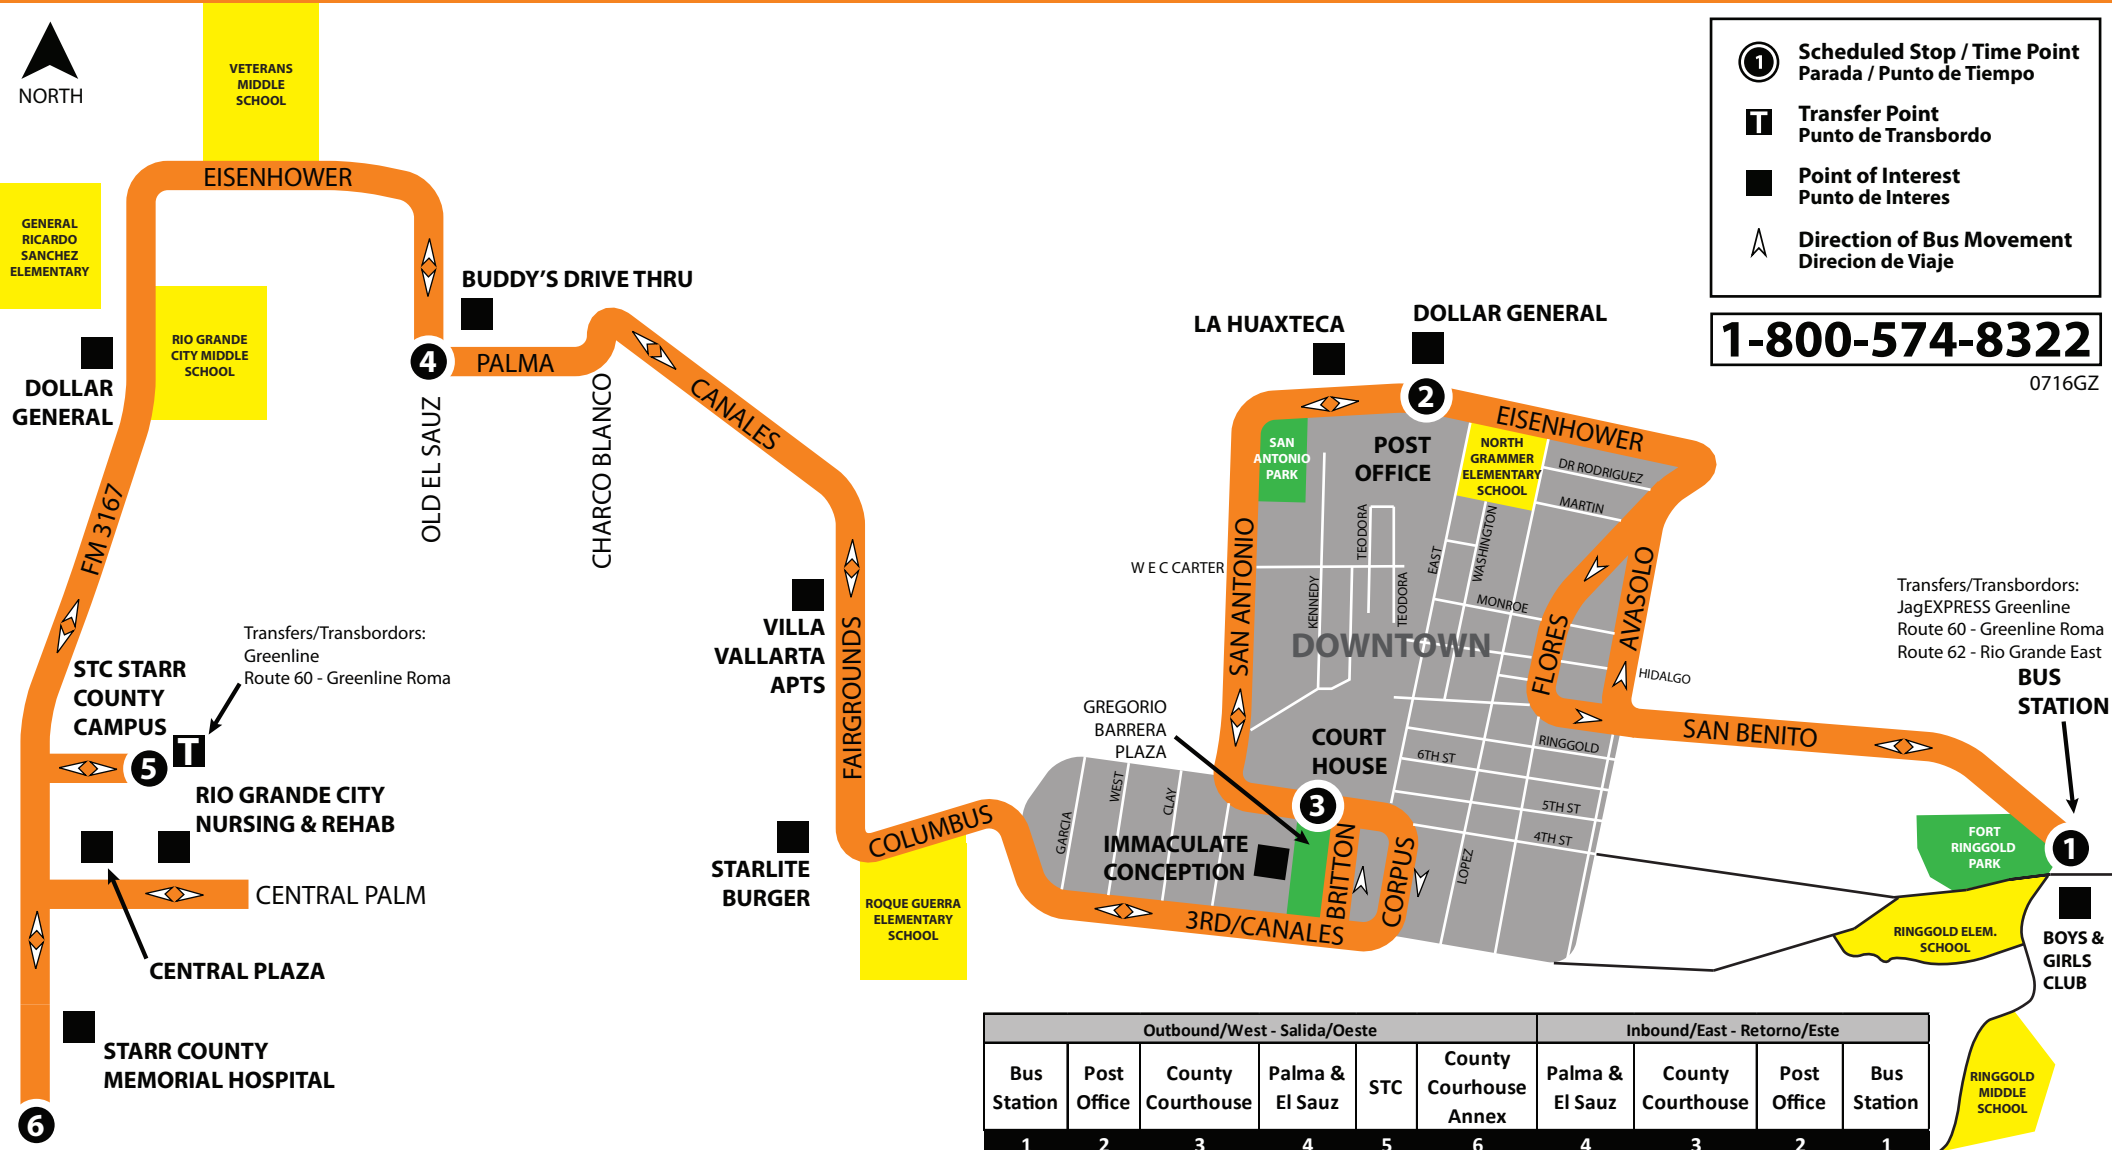 NORTH
VETERANS
MIDDLE
SCHOOL
EISENHOWER
GENERAL
RICARDO
SANCHEZ
ELEMENTARY
RIO GRANDE
CITY MIDDLE
SCHOOL
DOLLAR
GENERAL
FM 3167
BUDDY'S DRIVE THRU
4
PALMA
OLD EL SAUZ
CHARCO BLANCO
CANALES
Transfers/Transbordors:
Greenline
Route 60 - Greenline Roma
STC STARR
COUNTY
CAMPUS
T
5
RIO GRANDE CITY
NURSING & REHAB
CENTRAL PALM
CENTRAL PLAZA
STARR COUNTY
MEMORIAL HOSPITAL
6
VILLA
VALLARTA
APTS
FAIRGROUNDS
STARLITE
BURGER
COLUMBUS
ROQUE GUERRA
ELEMENTARY
SCHOOL
LA HUAXTECA
DOLLAR GENERAL
2
EISENHOWER
SAN
ANTONIO
PARK
POST
OFFICE
NORTH
GRAMMER
ELEMENTARY
SCHOOL
DR RODRIGUEZ
MARTIN
W E C CARTER
SAN ANTONIO
KENNEDY
TEODORA
TEODORA
EAST
WASHINGTON
MONROE
DOWNTOWN
FLORES
AVASOLO
HIDALGO
GREGORIO
BARRERA
PLAZA
COURT
HOUSE
6TH ST
RINGGOLD
5TH ST
4TH ST
LOPEZ
GARCIA
WEST
CLAY
3
IMMACULATE
CONCEPTION
BRITTON
CORPUS
3RD/CANALES
SAN BENITO
Transfers/Transbordors:
JagEXPRESS Greenline
Route 60 - Greenline Roma
Route 62 - Rio Grande East
BUS
STATION
FORT
RINGGOLD
PARK
1
RINGGOLD ELEM.
SCHOOL
BOYS &
GIRLS
CLUB
RINGGOLD
MIDDLE
SCHOOL
1
Scheduled Stop / Time Point
Parada / Punto de Tiempo
T
Transfer Point
Punto de Transbordo
Point of Interest
Punto de Interes
Direction of Bus Movement
Direcion de Viaje
1-800-574-8322
0716GZ
Outbound/West - Salida/Oeste
Inbound/East - Retorno/Este
Bus
Station
Post
Office
County
Courthouse
Palma &
El Sauz
STC
County
Courhouse
Annex
Palma &
El Sauz
County
Courthouse
Post
Office
Bus
Station
1 2 3 4 5 6 4 3 2 1